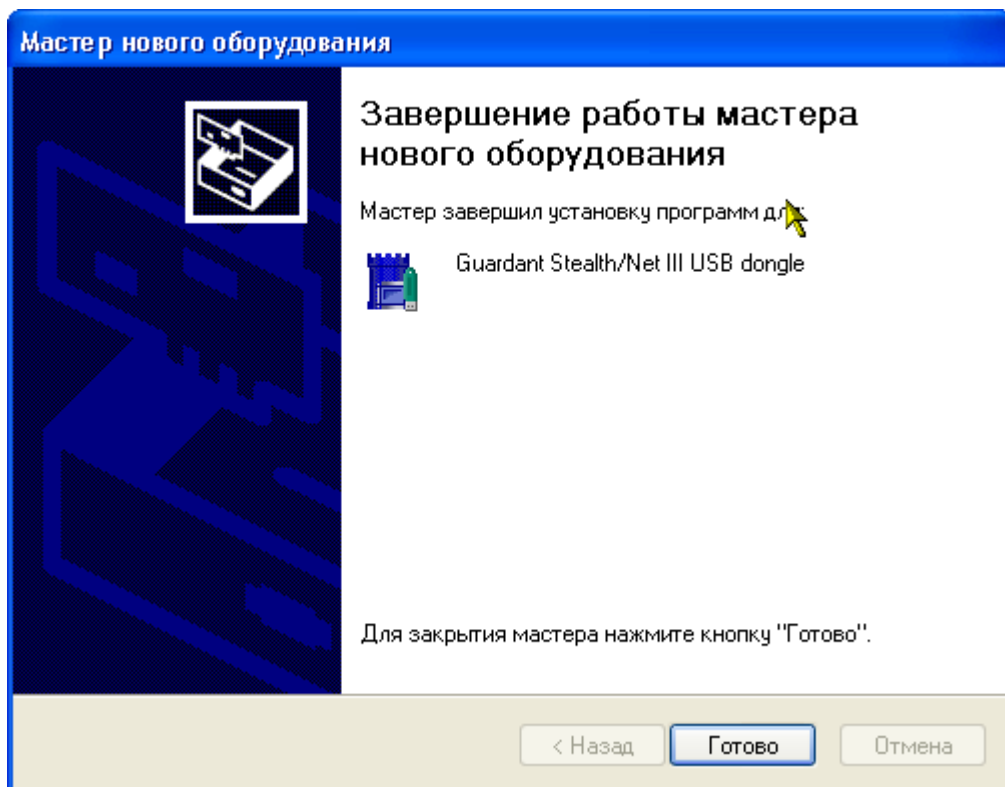 Мастер нового оборудования
Завершение работы мастера
нового оборудования
Мастер завершил установку программ для:
Guardant Stealth/Net III USB dongle
Для закрытия мастера нажмите кнопку "Готово".
< Назад
Готово
Отмена